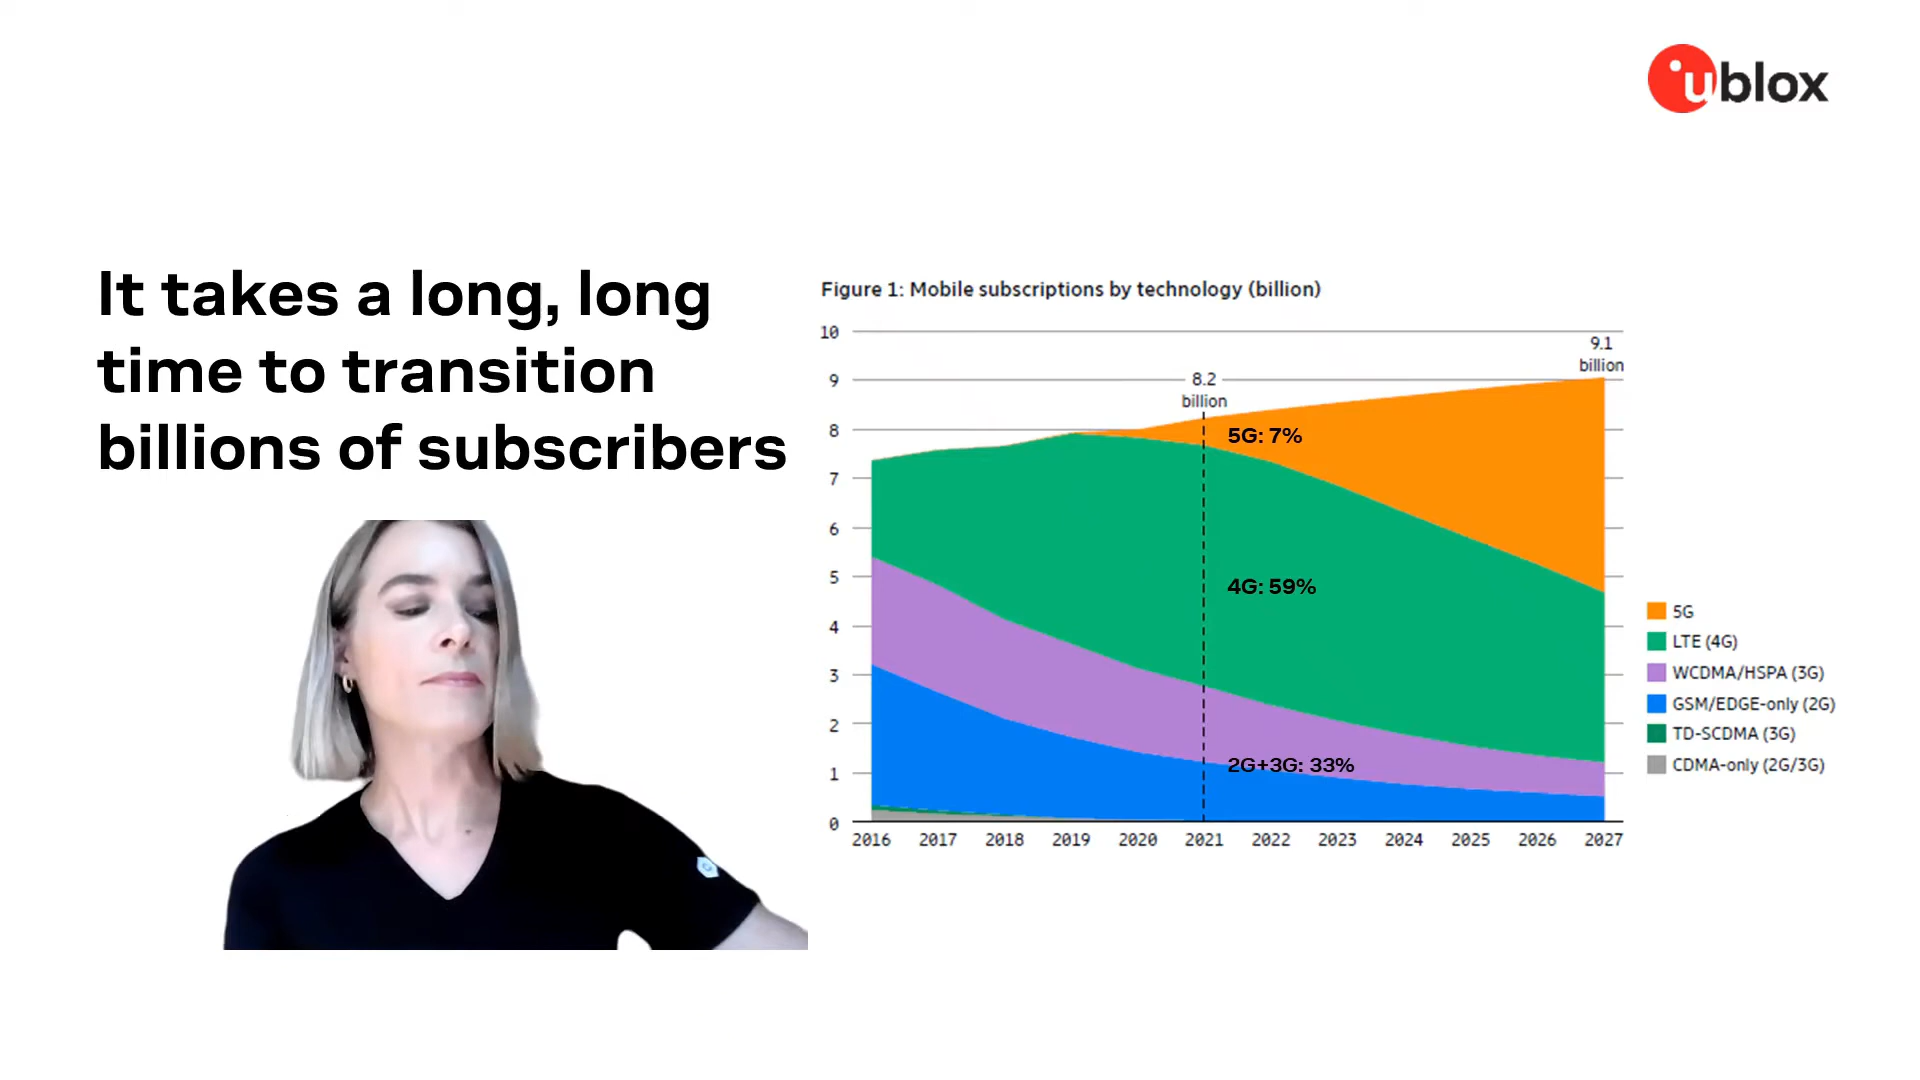 ublox
It takes a long, long
time to transition
billions of subscribers
Figure 1: Mobile subscriptions by technology (billion)
10
9
8
7
6
5
4
3
2
1
0
8.2
billion
9.1
billion
5G: 7%
4G: 59%
2G+3G: 33%
2016 2017 2018 2019 2020 2021 2022 2023 2024 2025 2026 2027
5G
LTE (4G)
WCDMA/HSPA (3G)
GSM/EDGE-only (2G)
TD-SCDMA (3G)
CDMA-only (2G/3G)